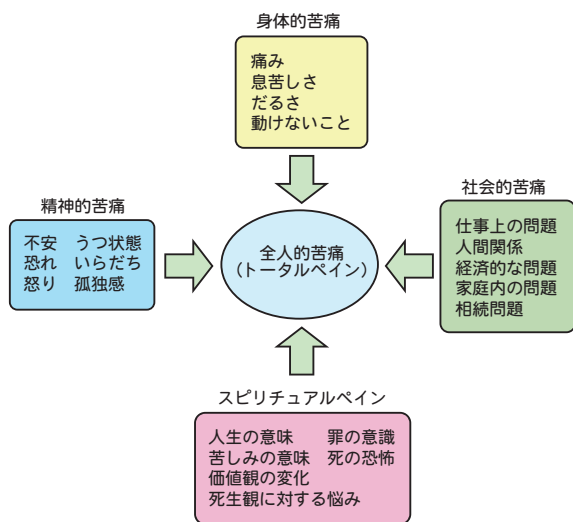 身体的苦痛
痛み
息苦しさ
だるさ
動けないこと
精神的苦痛
不安　うつ状態
恐れ　いらだち
怒り　孤独感
全人的苦痛
（トータルペイン）
社会的苦痛
仕事上の問題
人間関係
経済的な問題
家庭内の問題
相続問題
スピリチュアルペイン
人生の意味　罪の意識
苦しみの意味　死の恐怖
価値観の変化
死生観に対する悩み